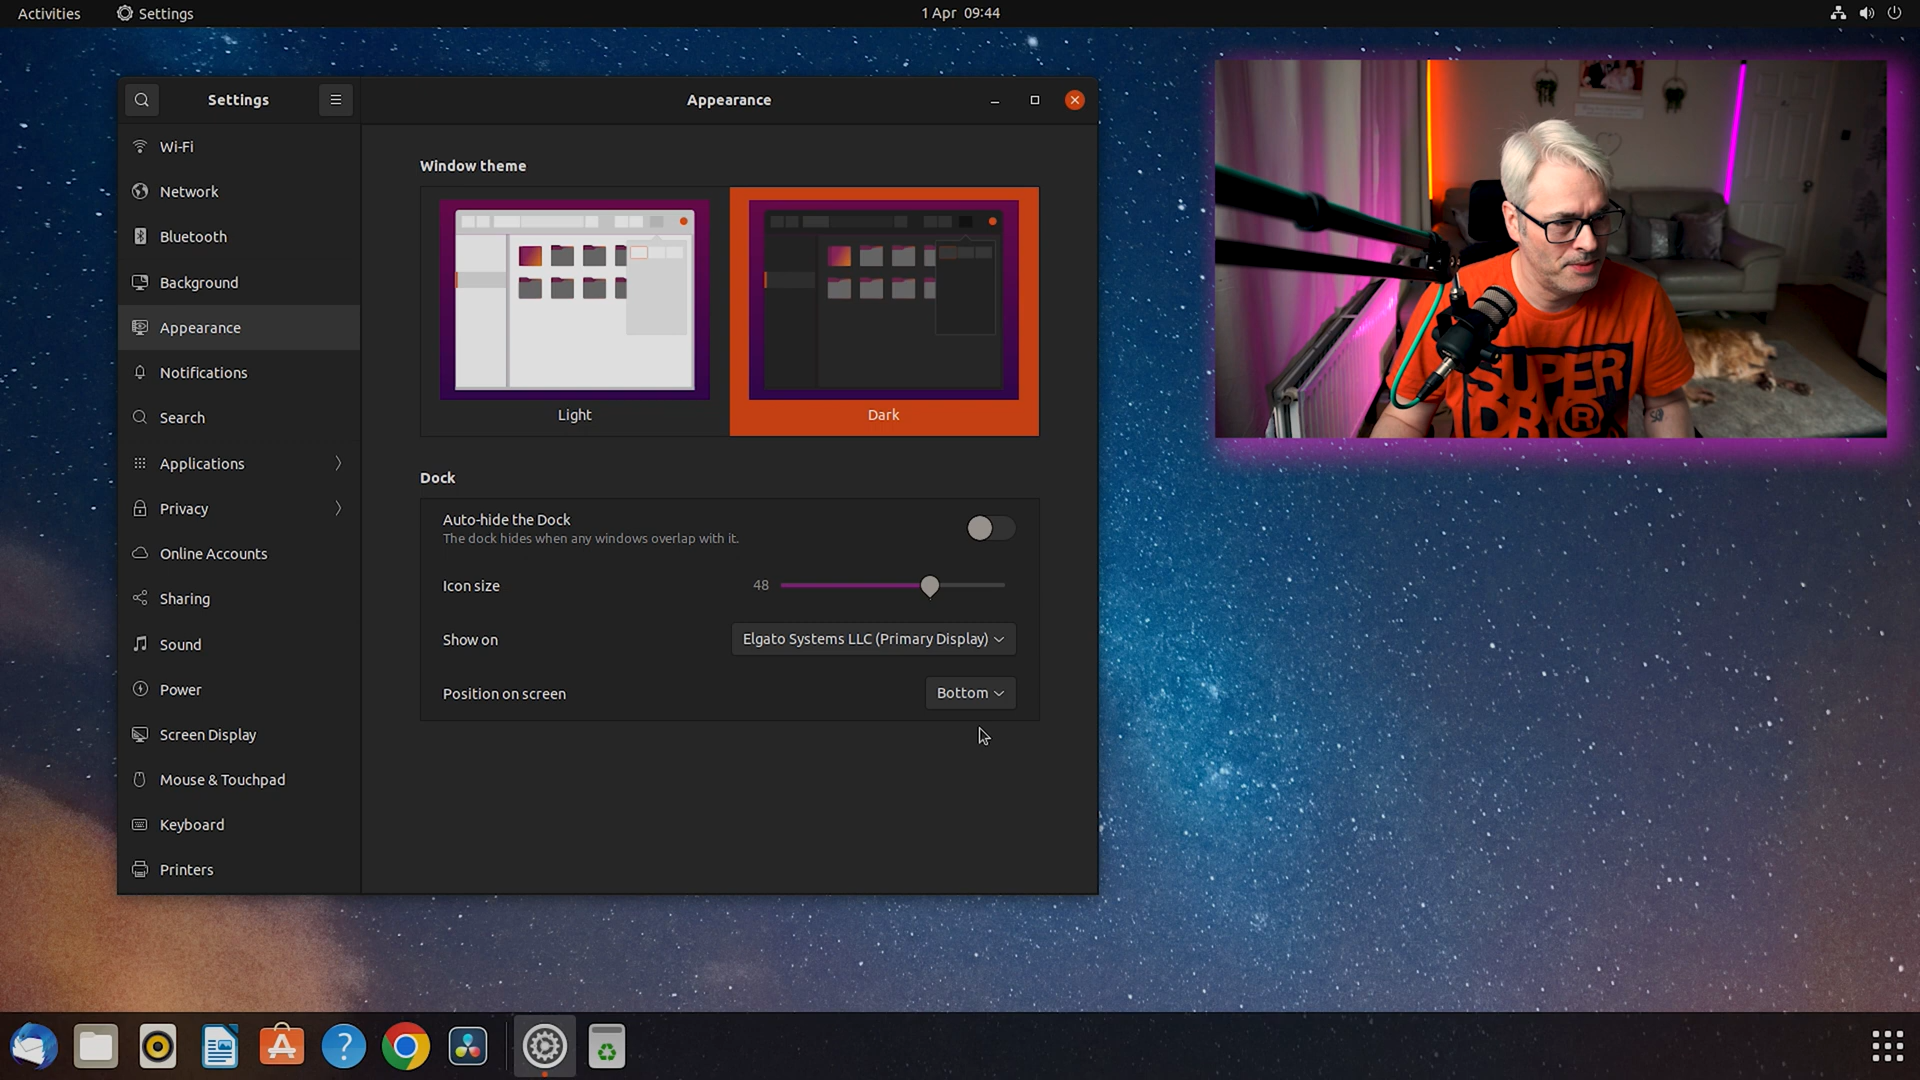 Activities
Settings
1 Apr 09:44
Settings
Appearance
Wi-Fi
Network
Bluetooth
Background
Appearance
Notifications
Search
Applications
Privacy
Online Accounts
Sharing
Sound
Power
Screen Display
Mouse & Touchpad
Keyboard
Printers
Window theme
Light
Dark
Dock
Auto-hide the Dock
The dock hides when any windows overlap with it.
Icon size
48
Show on
Elgato Systems LLC (Primary Display)
Position on screen
Bottom
SUPER
DRY®
?